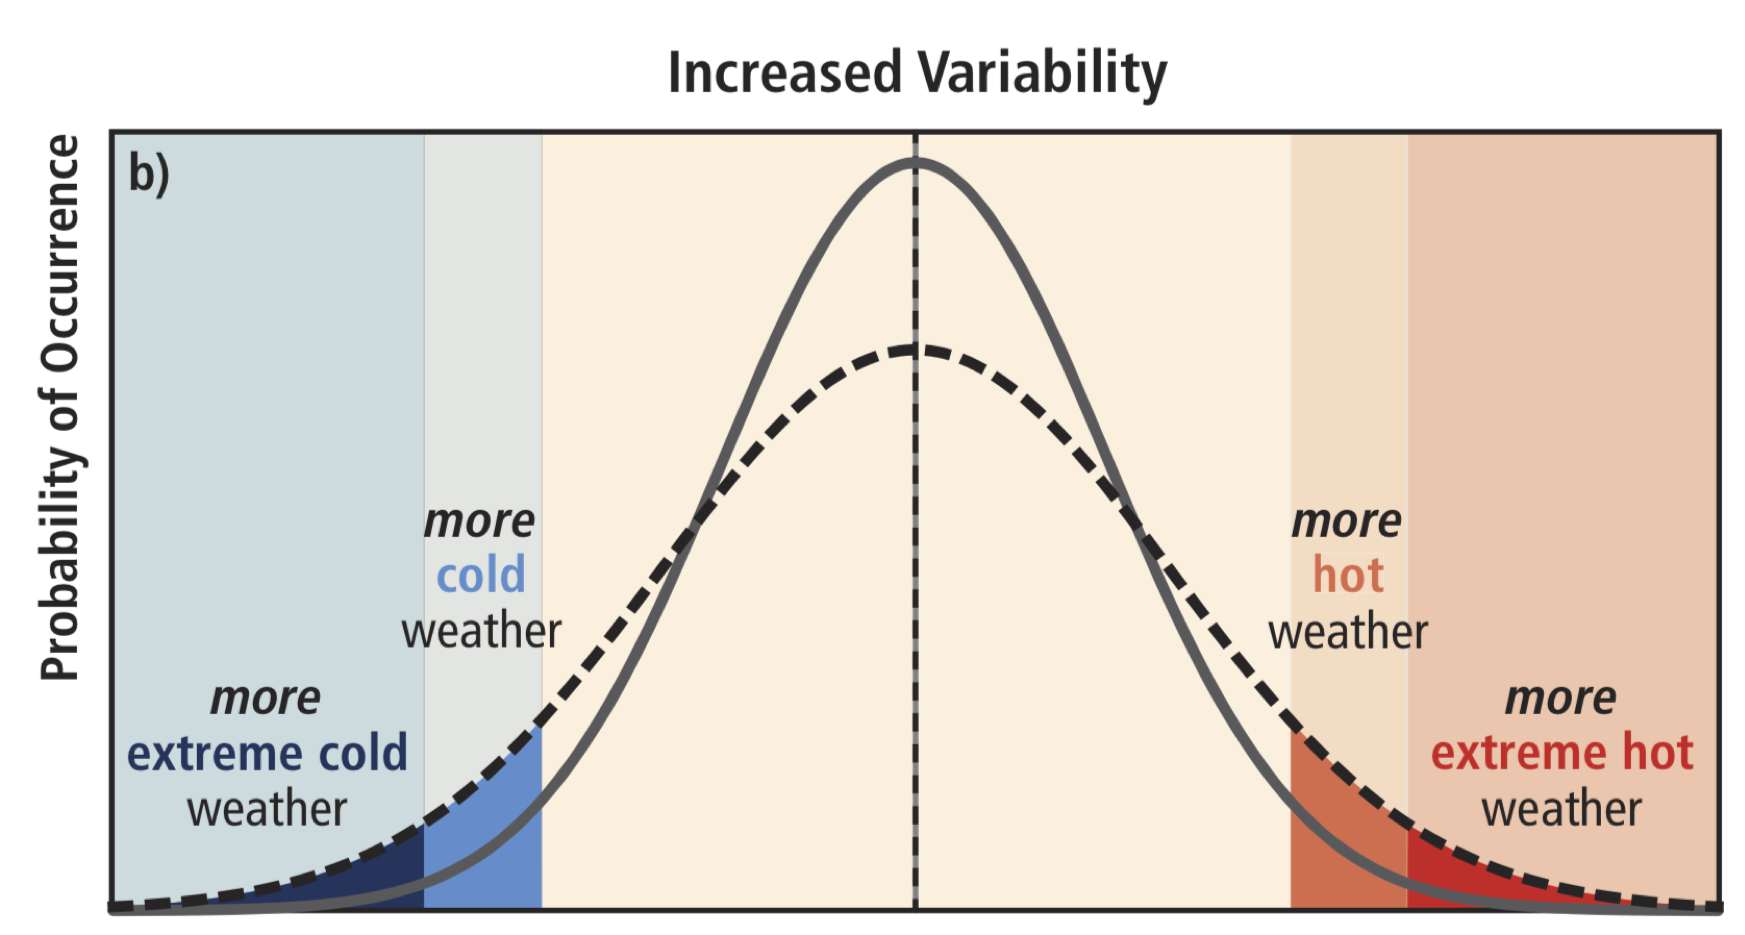 Increased Variability
Probability of Occurrence
b)
more
cold
weather
more
extreme cold
weather
more
hot
weather
more
extreme hot
weather